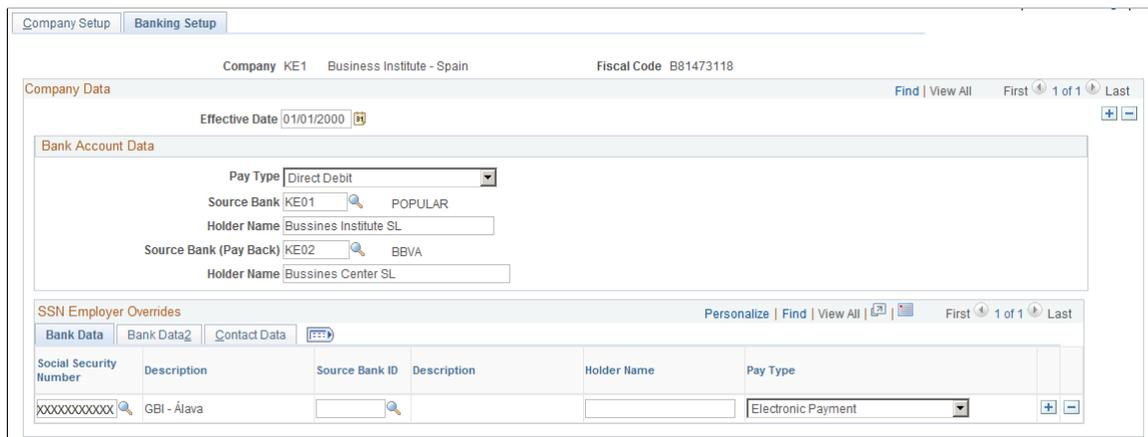 Company Setup Banking Setup
Company KE1 Business Institute - Spain Fiscal Code B81473118
Company Data Find | View All First 1 of 1 Last
Effective Date 01/01/2000
Bank Account Data
Pay Type Direct Debit
Source Bank KE01 POPULAR
Holder Name Bussines Institute SL
Source Bank (Pay Back) KE02 BBVA
Holder Name Bussines Center SL
SSN Employer Overrides Personalize | Find | View All | | First 1 of 1 Last
Bank Data Bank Data2 Contact Data
Social Security Number Description Source Bank ID Description Holder Name Pay Type
XXXXXXXXXXX GBI - Álava Electronic Payment